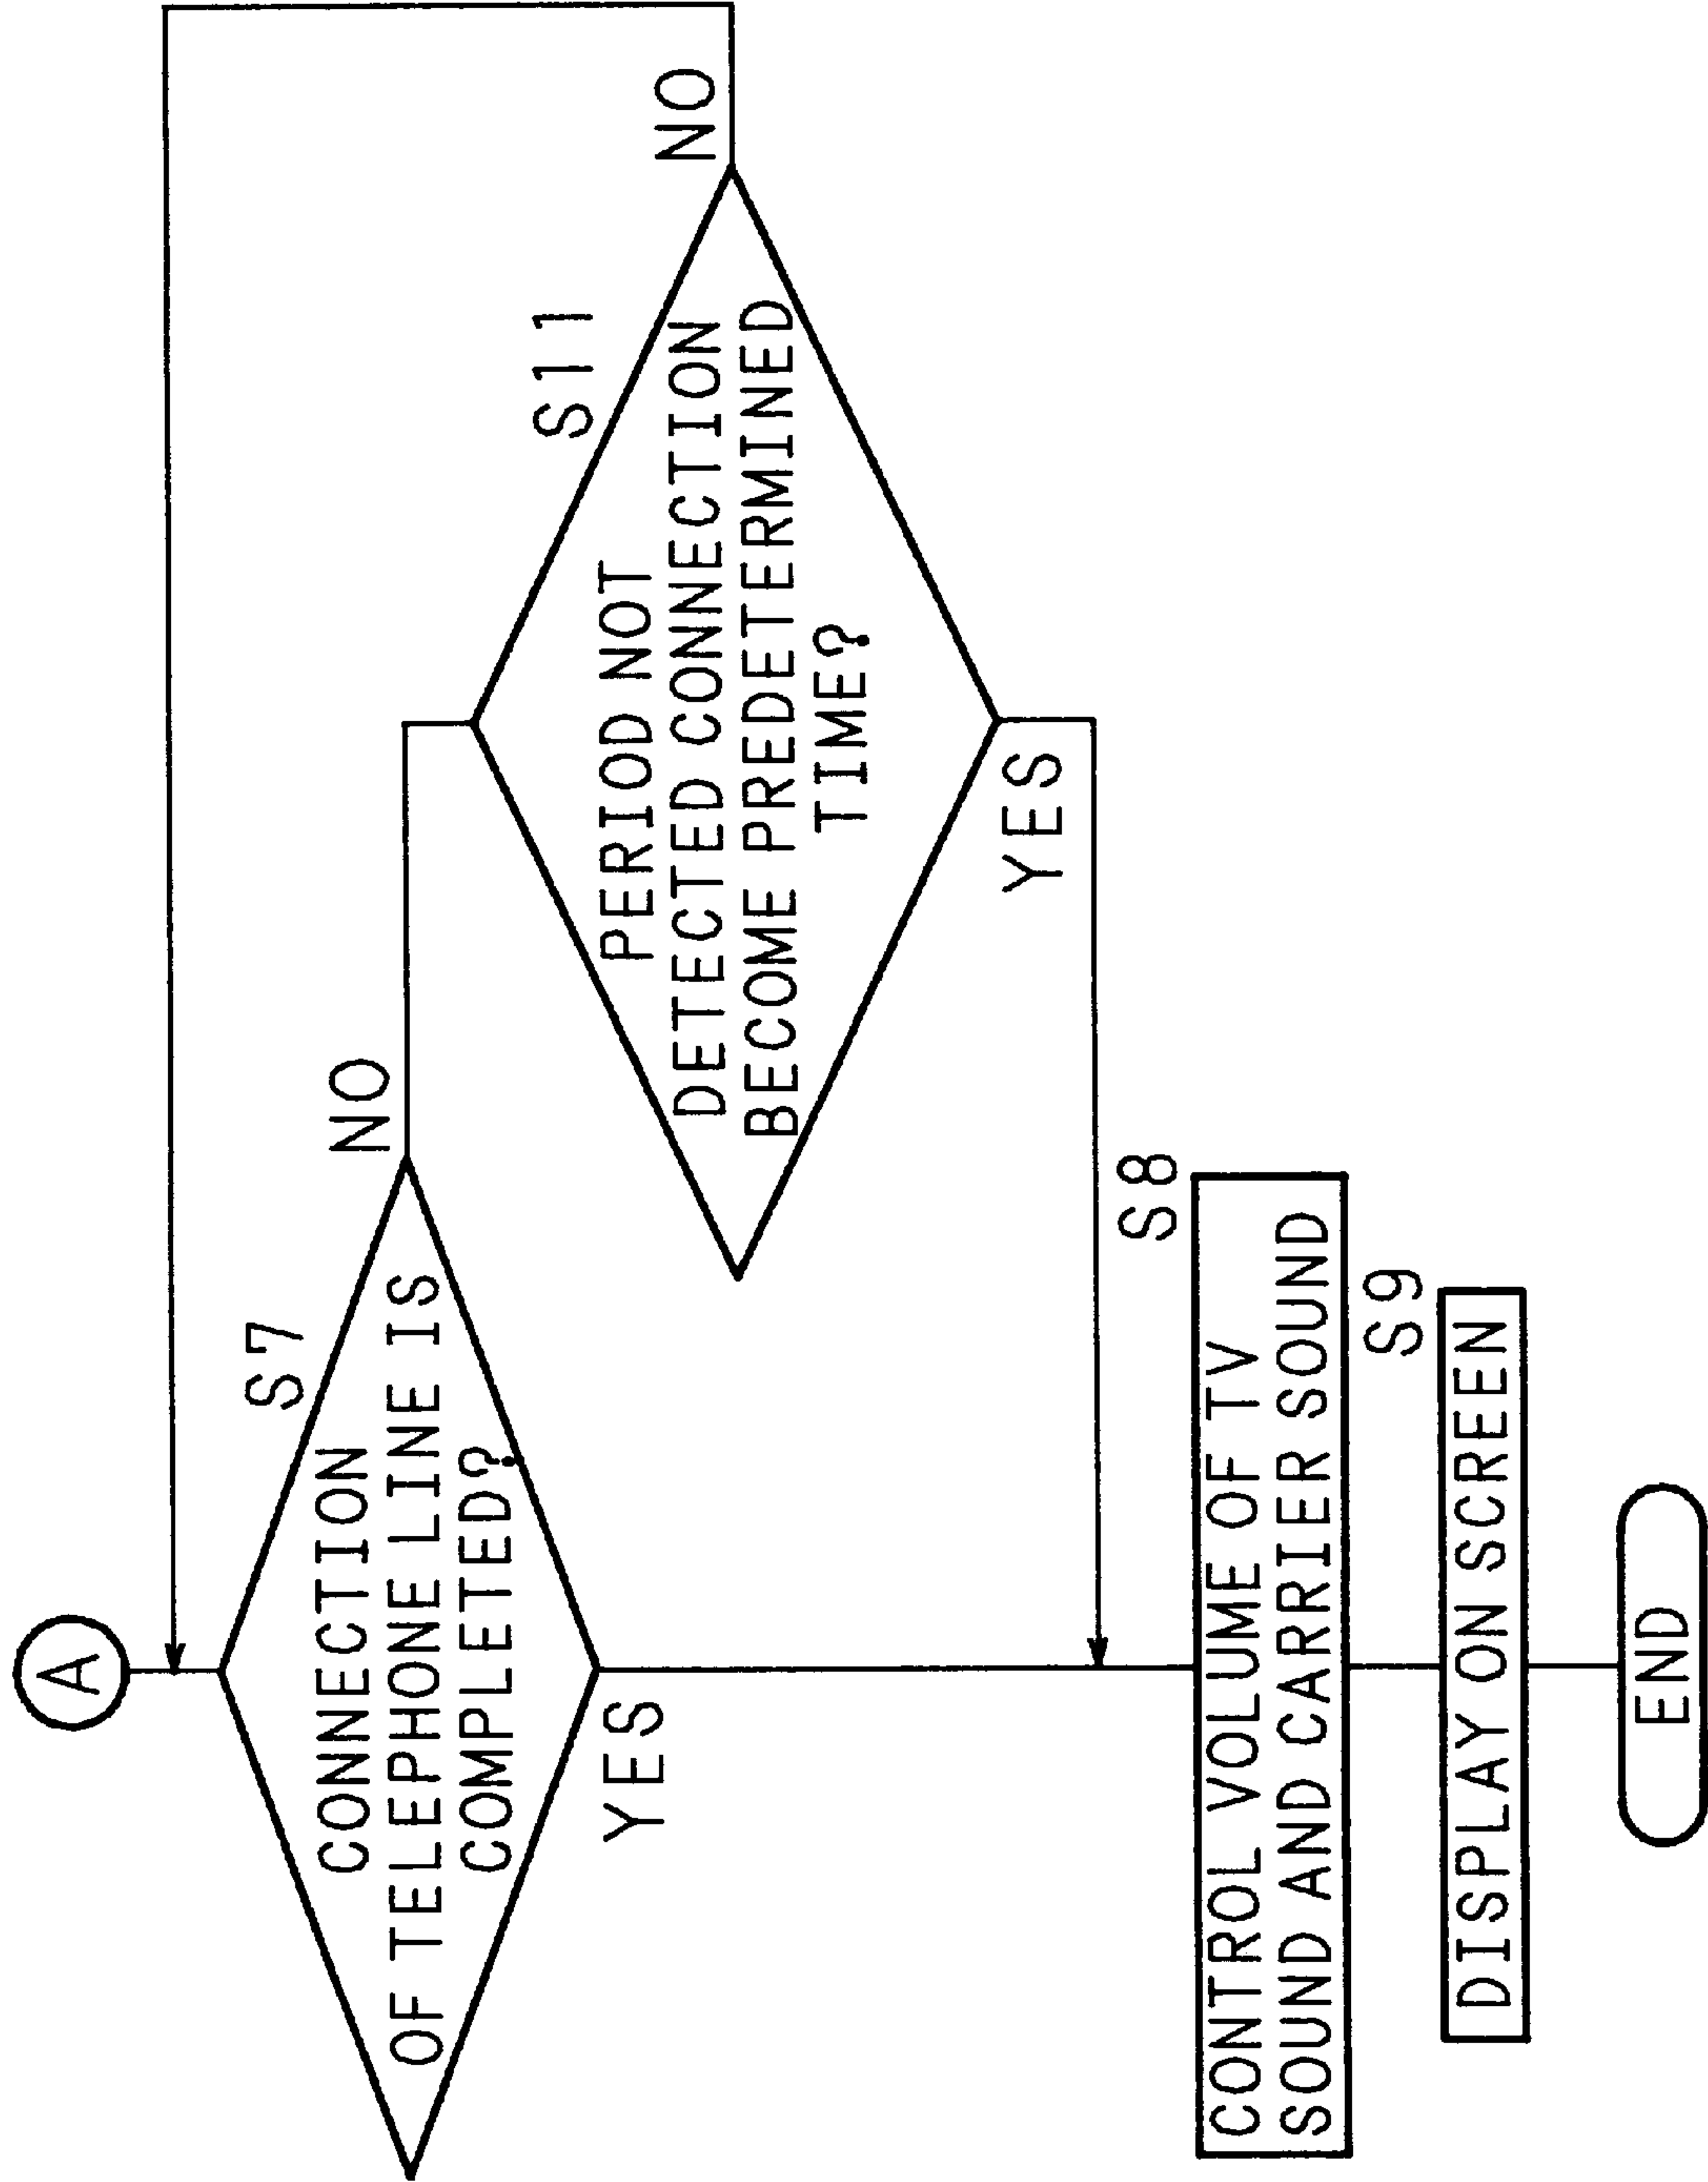 A
S7
CONNECTION
OF TELEPHONE LINE IS
COMPLETED?
NO
YES
S11
PERIOD NOT
DETECTED CONNECTION
BECOME PREDETERMINED
TIME?
NO
YES
S8
CONTROL VOLUME OF TV
SOUND AND CARRIER SOUND
S9
DISPLAY ON SCREEN
END